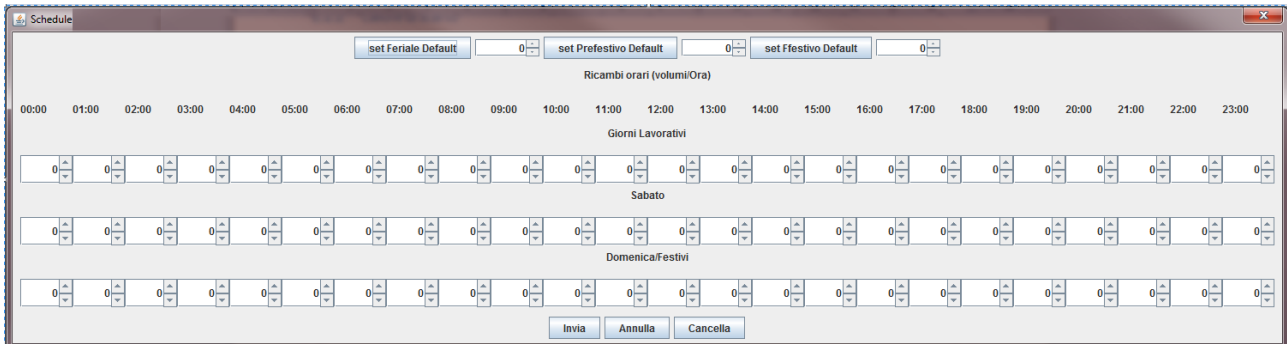 Schedule
set Feriale Default 0 set Prefestivo Default 0 set Ffestivo Default 0
Ricambi orari (volumi/Ora)
00:00 01:00 02:00 03:00 04:00 05:00 06:00 07:00 08:00 09:00 10:00 11:00 12:00 13:00 14:00 15:00 16:00 17:00 18:00 19:00 20:00 21:00 22:00 23:00
Giorni Lavorativi
0 0 0 0 0 0 0 0 0 0 0 0 0 0 0 0 0 0 0 0 0 0 0 0
Sabato
0 0 0 0 0 0 0 0 0 0 0 0 0 0 0 0 0 0 0 0 0 0 0 0
Domenica/Festivi
0 0 0 0 0 0 0 0 0 0 0 0 0 0 0 0 0 0 0 0 0 0 0 0
Invia Annulla Cancella